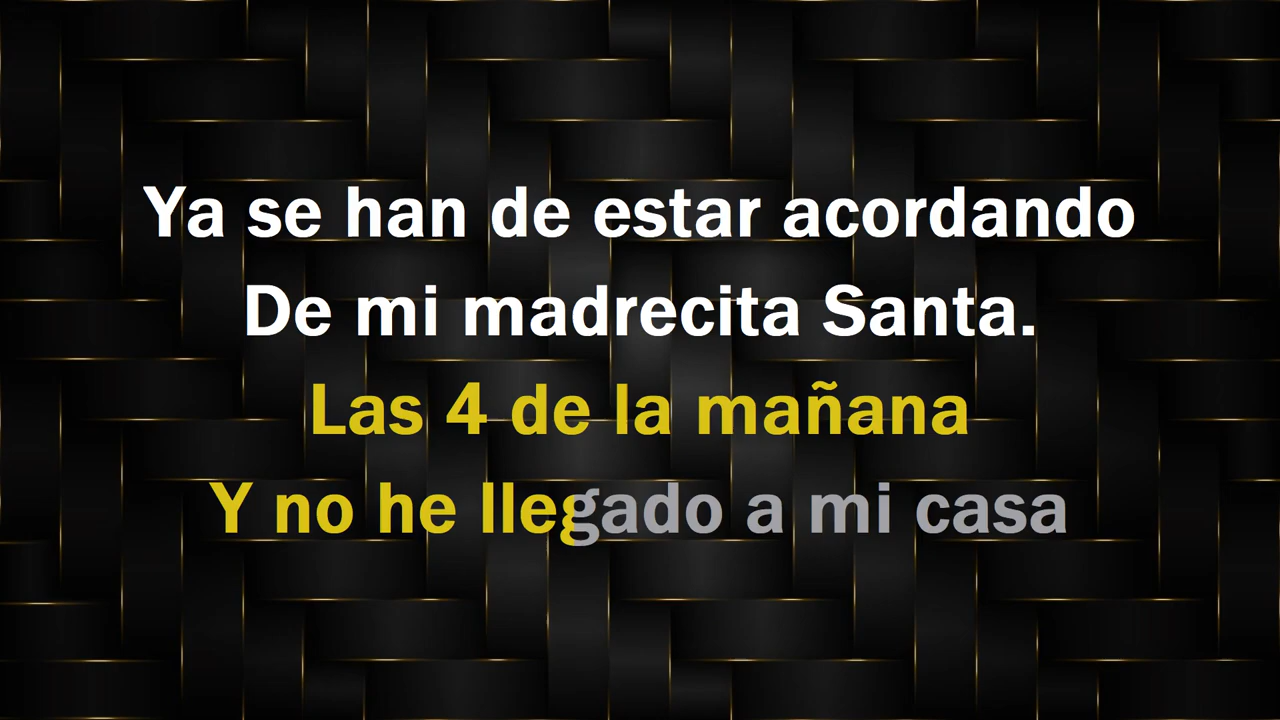 Ya se han de estar acordando
De mi madrecita Santa.
Las 4 de la mañana
Y no he llegado a mi casa